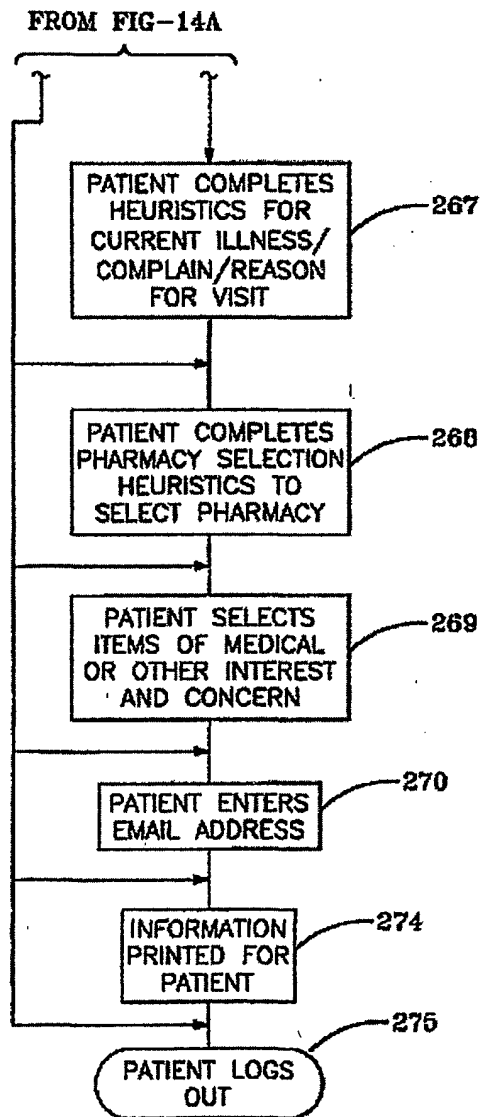 FROM FIG-14A
PATIENT COMPLETES
HEURISTICS FOR
CURRENT ILLNESS/
COMPLAIN/REASON
FOR VISIT
267
PATIENT COMPLETES
PHARMACY SELECTION
HEURISTICS TO
SELECT PHARMACY
268
PATIENT SELECTS
ITEMS OF MEDICAL
OR OTHER INTEREST
AND CONCERN
269
PATIENT ENTERS
EMAIL ADDRESS
270
INFORMATION
PRINTED FOR
PATIENT
274
PATIENT LOGS
OUT
275